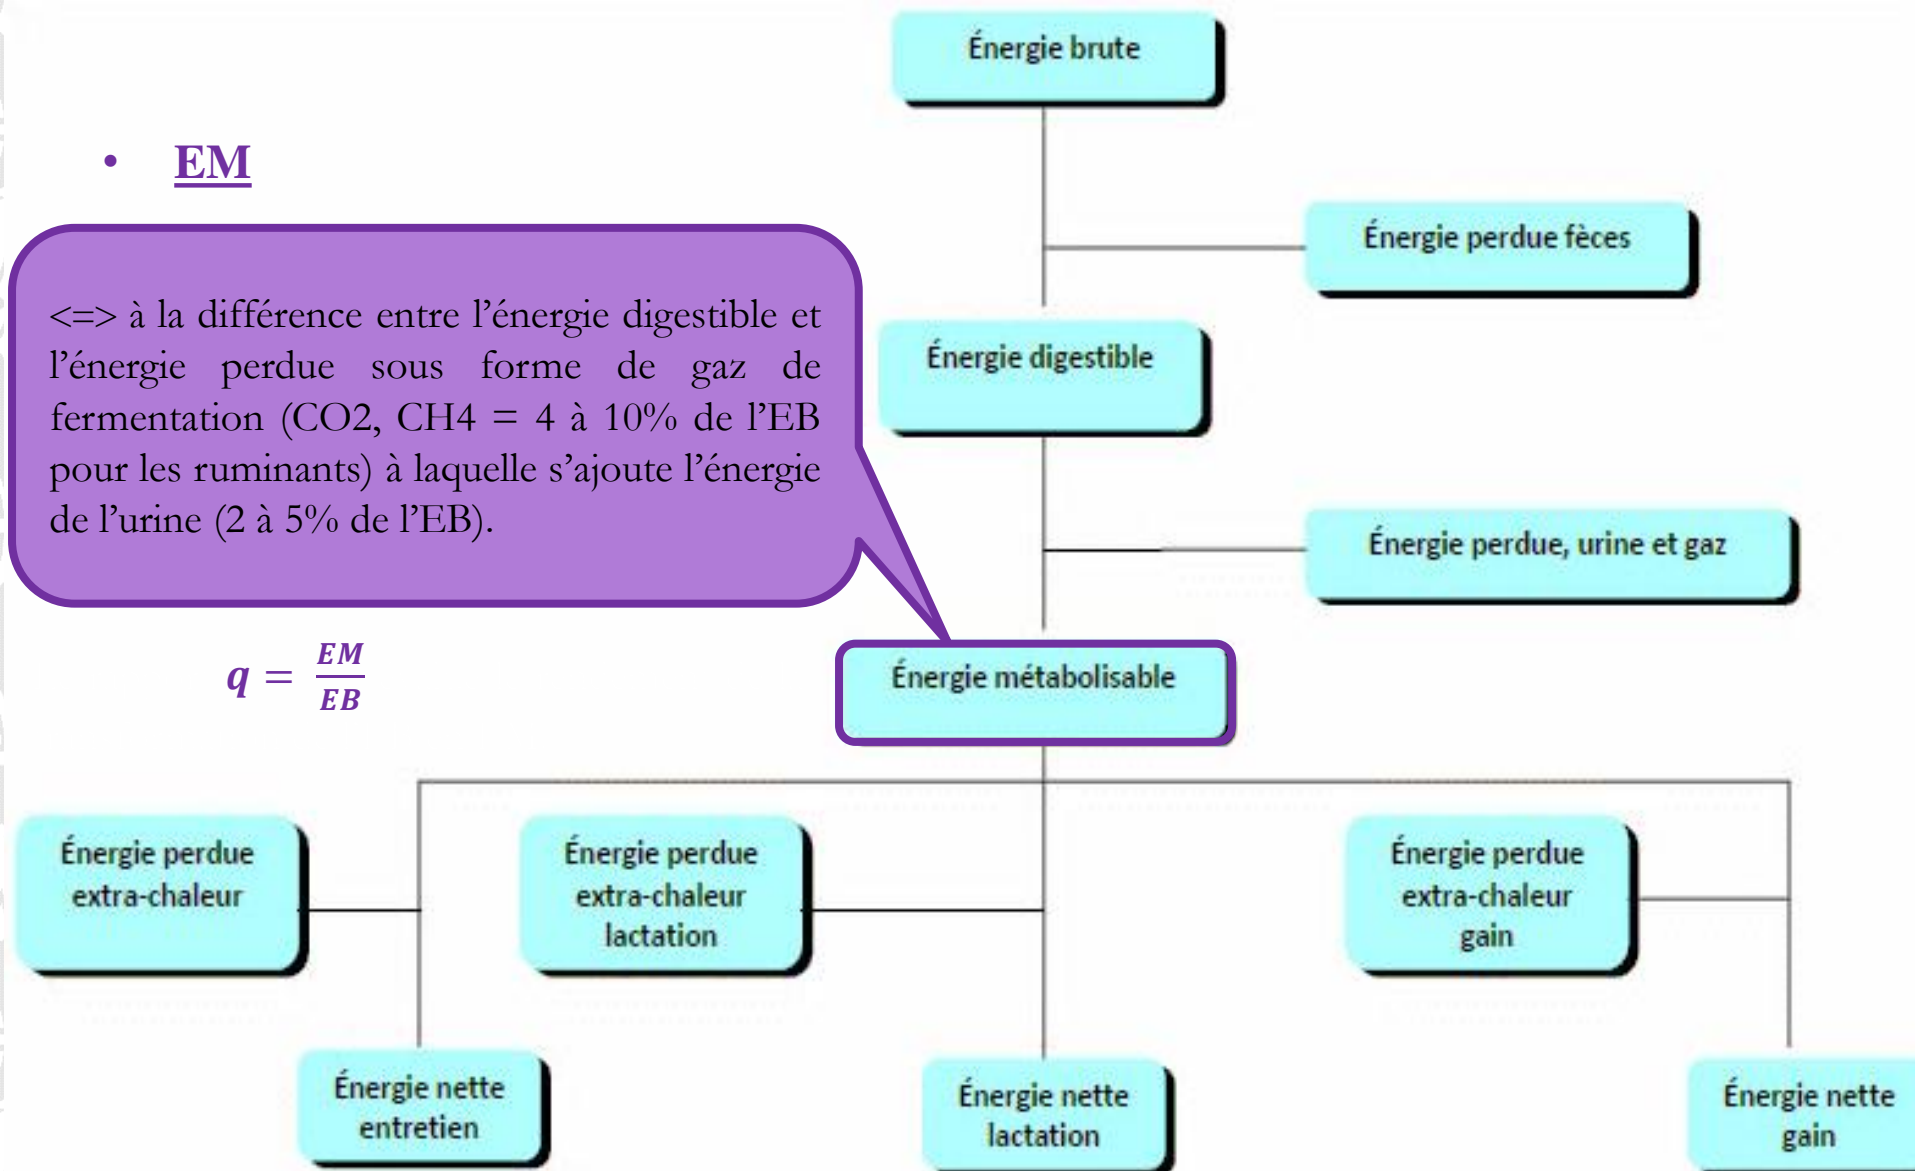 Énergie brute
• EM
Énergie perdue fèces
<=> à la différence entre l’énergie digestible et
l’énergie perdue sous forme de gaz de
fermentation (CO2, CH4 = 4 à 10% de l’EB
pour les ruminants) à laquelle s’ajoute l’énergie
de l’urine (2 à 5% de l’EB).
Énergie digestible
Énergie perdue, urine et gaz
q = EM/EB
Énergie métabolisable
Énergie perdue
extra-chaleur
Énergie perdue
extra-chaleur
lactation
Énergie perdue
extra-chaleur
gain
Énergie nette
entretien
Énergie nette
lactation
Énergie nette
gain